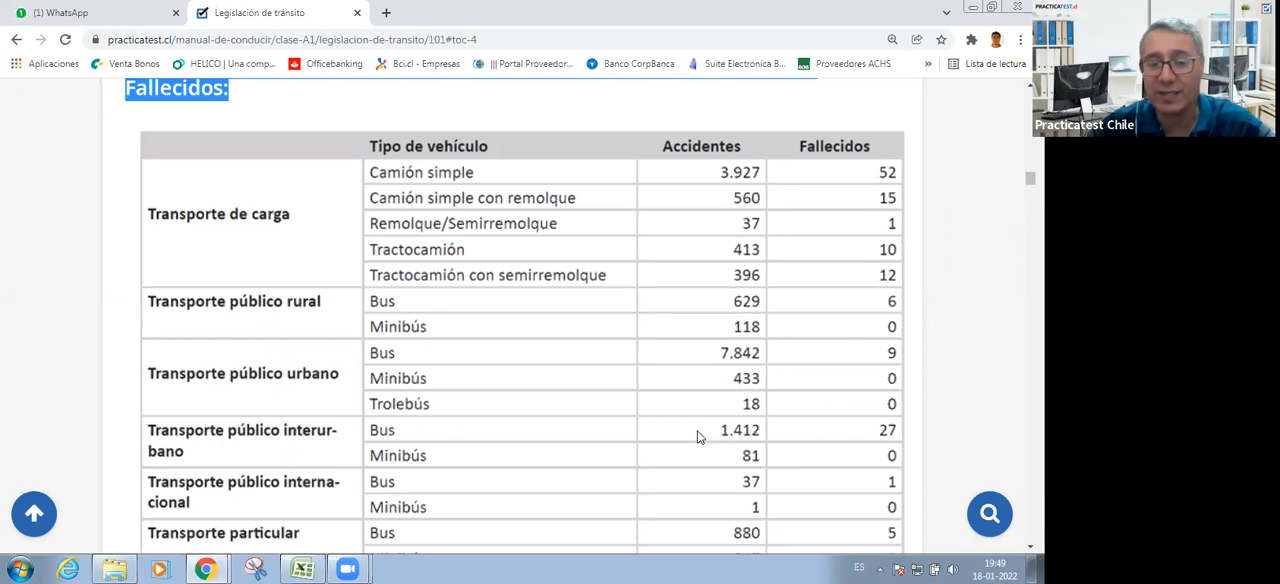 (1) WhatsApp
Legislación de tránsito
practicatest.cl/manual-de-conducir/clase-A1/legislacion-de-transito/101#toc-4
Aplicaciones
Venta Bonos
HELICO | Una comp...
Officebanking
Bci.cl - Empresas
||| Portal Proveedor...
Banco CorpBanca
Suite Electronica B...
Proveedores ACHS
»
Lista de lectura
PRACTICATEST.cl
Practicatest Chile
Fallecidos:
Tipo de vehículo Accidentes Fallecidos
Transporte de carga
Camión simple 3.927 52
Camión simple con remolque 560 15
Remolque/Semirremolque 37 1
Tractocamión 413 10
Tractocamión con semirremolque 396 12
Transporte público rural
Bus 629 6
Minibús 118 0
Transporte público urbano
Bus 7.842 9
Minibús 433 0
Trolebús 18 0
Transporte público interur-
bano
Bus 1.412 27
Minibús 81 0
Transporte público interna-
cional
Bus 37 1
Minibús 1 0
Transporte particular
Bus 880 5
ES
19:49
18-01-2022